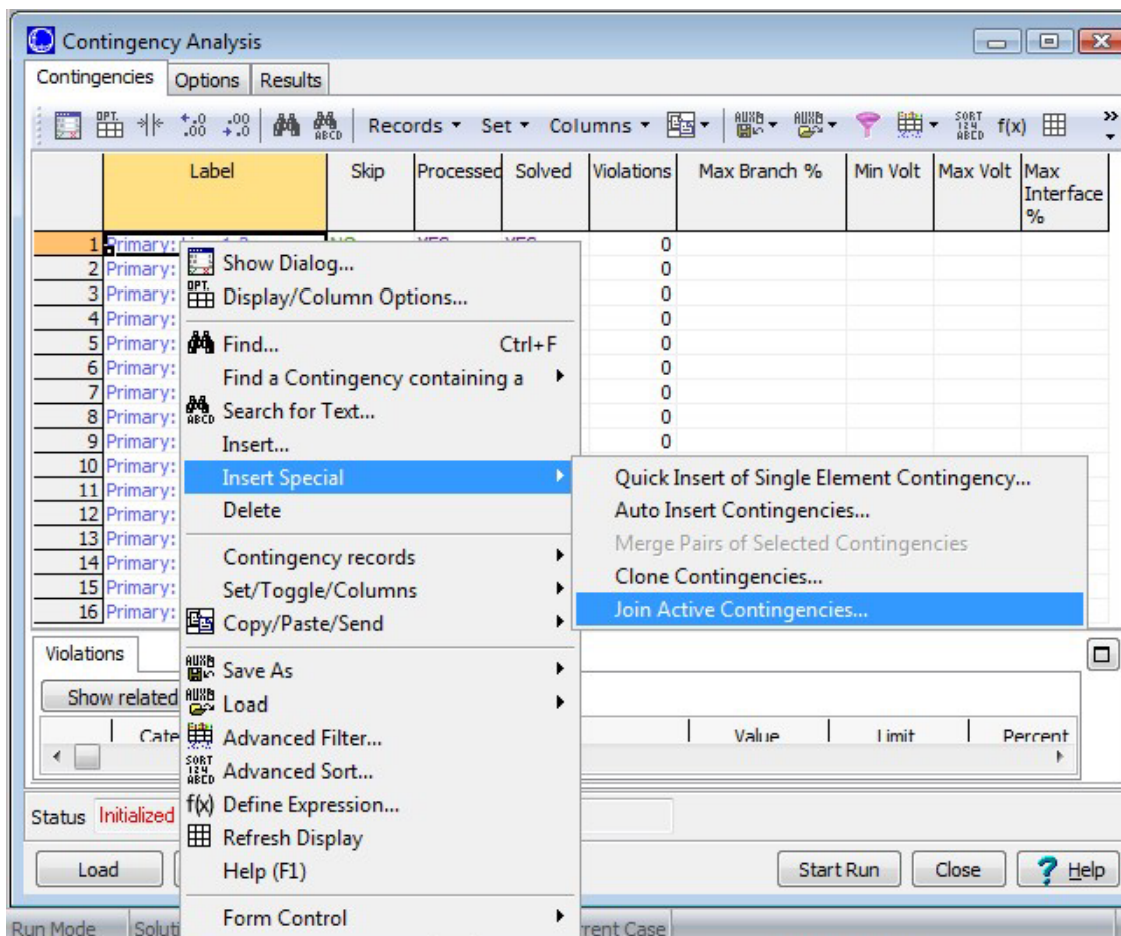 Contingency Analysis
Contingencies Options Results
Records Set Columns f(x)
Label Skip Processed Solved Violations Max Branch % Min Volt Max Volt Max Interface %
1 Primary: 0
2 Primary: 0
3 Primary: 0
4 Primary: 0
5 Primary: 0
6 Primary: 0
7 Primary: 0
8 Primary: 0
9 Primary: 0
10 Primary:
11 Primary:
12 Primary:
13 Primary:
14 Primary:
15 Primary:
16 Primary:
Show Dialog...
Display/Column Options...
Find... Ctrl+F
Find a Contingency containing a
Search for Text...
Insert...
Insert Special
Delete
Contingency records
Set/Toggle/Columns
Copy/Paste/Send
Save As
Load
Advanced Filter...
Advanced Sort...
f(x) Define Expression...
Refresh Display
Help (F1)
Form Control
Quick Insert of Single Element Contingency...
Auto Insert Contingencies...
Merge Pairs of Selected Contingencies
Clone Contingencies...
Join Active Contingencies...
Violations
Show related
Value Limit Percent
Status Initialized
Load Start Run Close Help
Run Mode Case